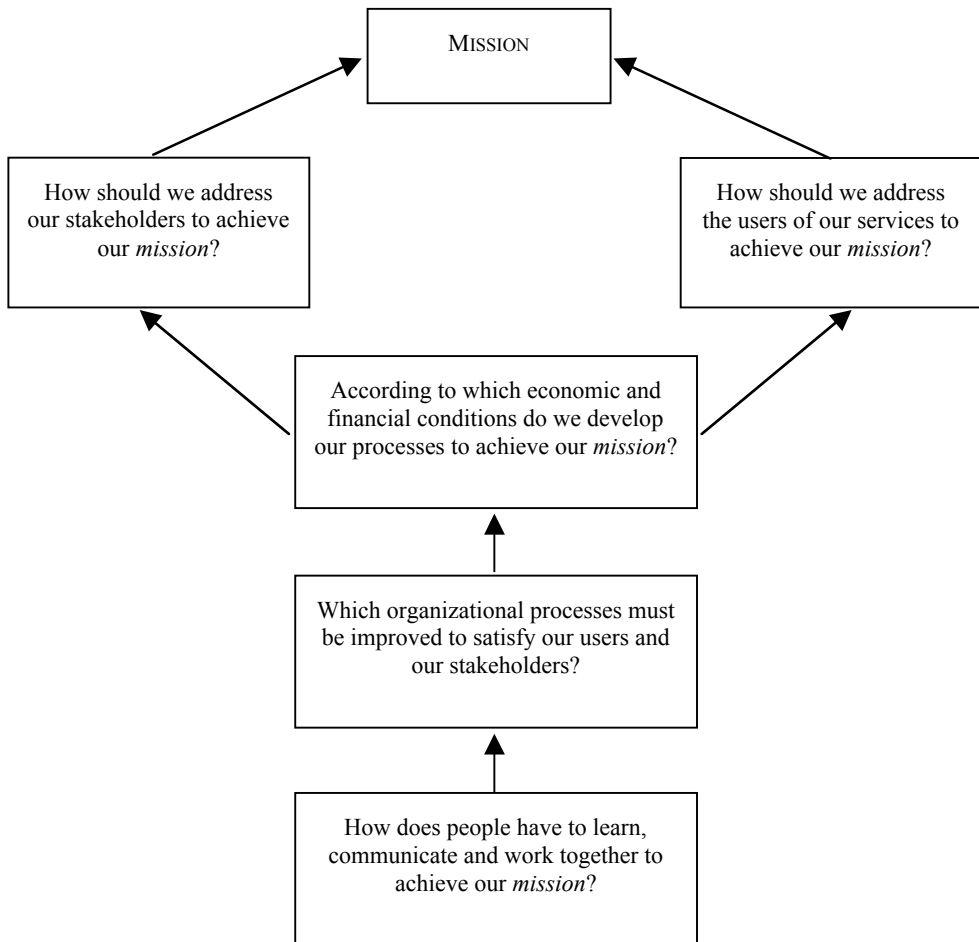 MISSION
How should we address
our stakeholders to achieve
our mission?
How should we address
the users of our services to
achieve our mission?
According to which economic and
financial conditions do we develop
our processes to achieve our mission?
Which organizational processes must
be improved to satisfy our users and
our stakeholders?
How does people have to learn,
communicate and work together to
achieve our mission?